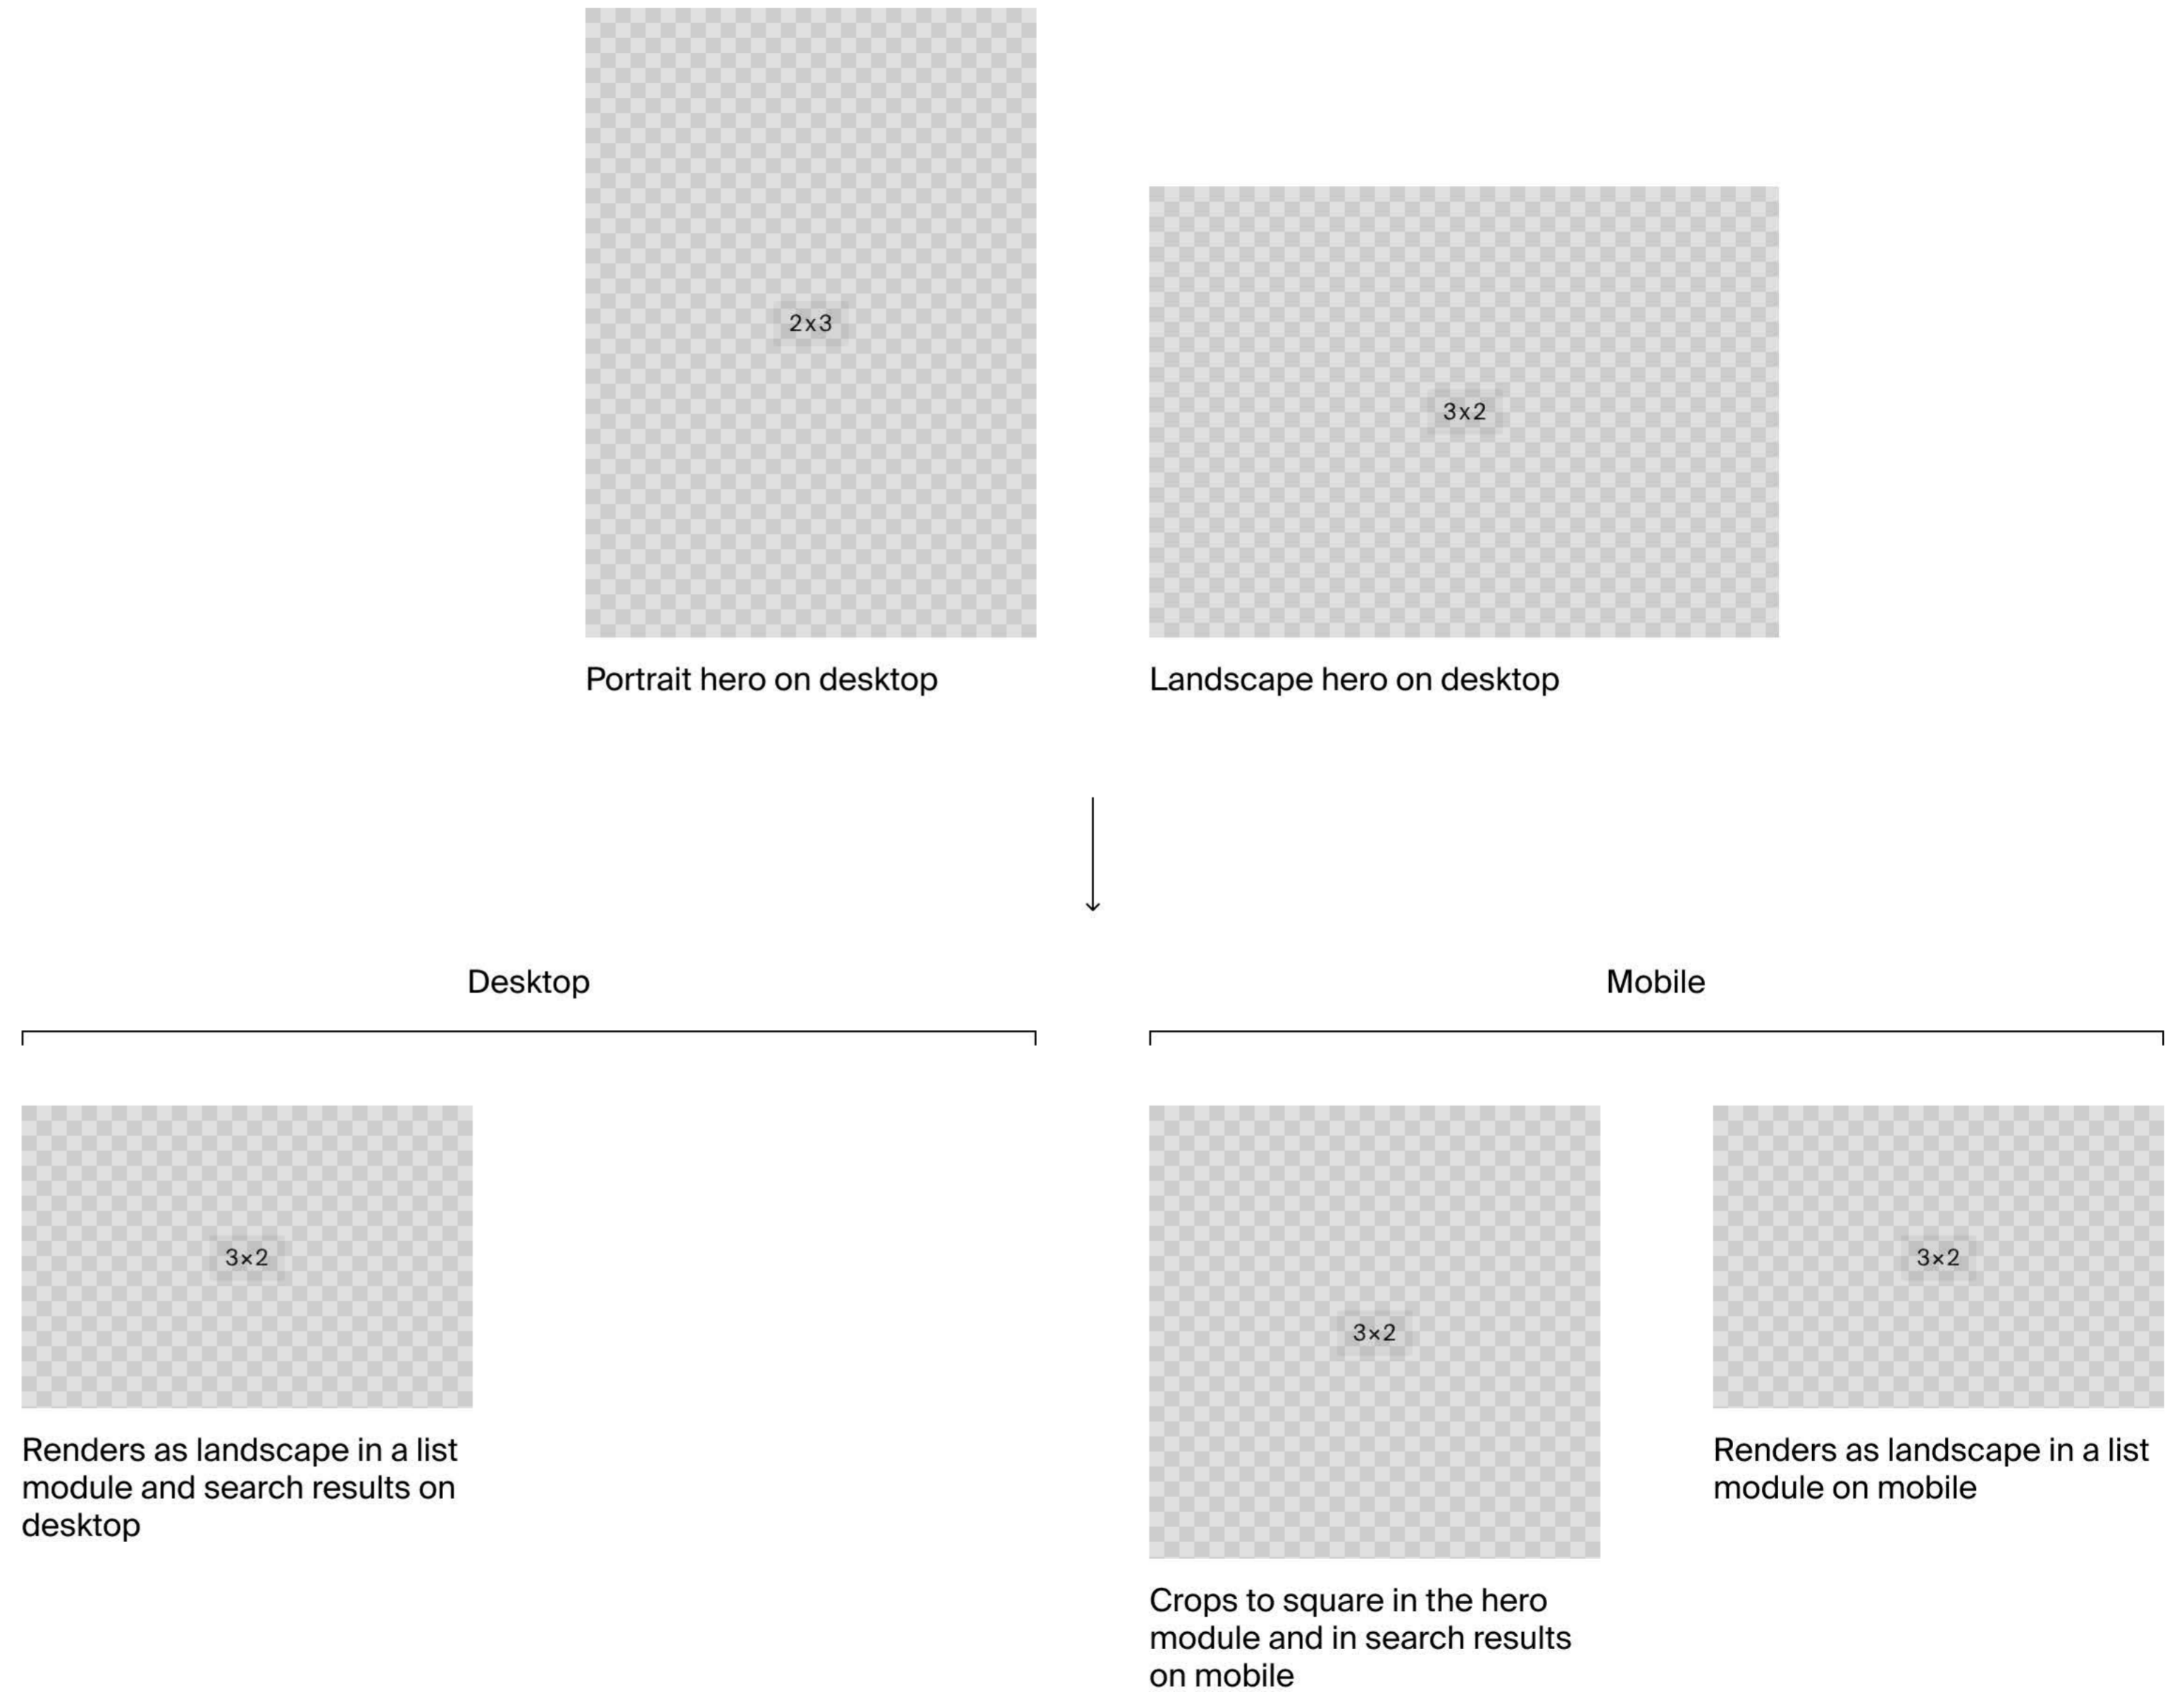 2x3
3x2
Portrait hero on desktop
Landscape hero on desktop
Desktop
Mobile
3×2
Renders as landscape in a list
module and search results on
desktop
3×2
Crops to square in the hero
module and in search results
on mobile
3×2
Renders as landscape in a list
module on mobile